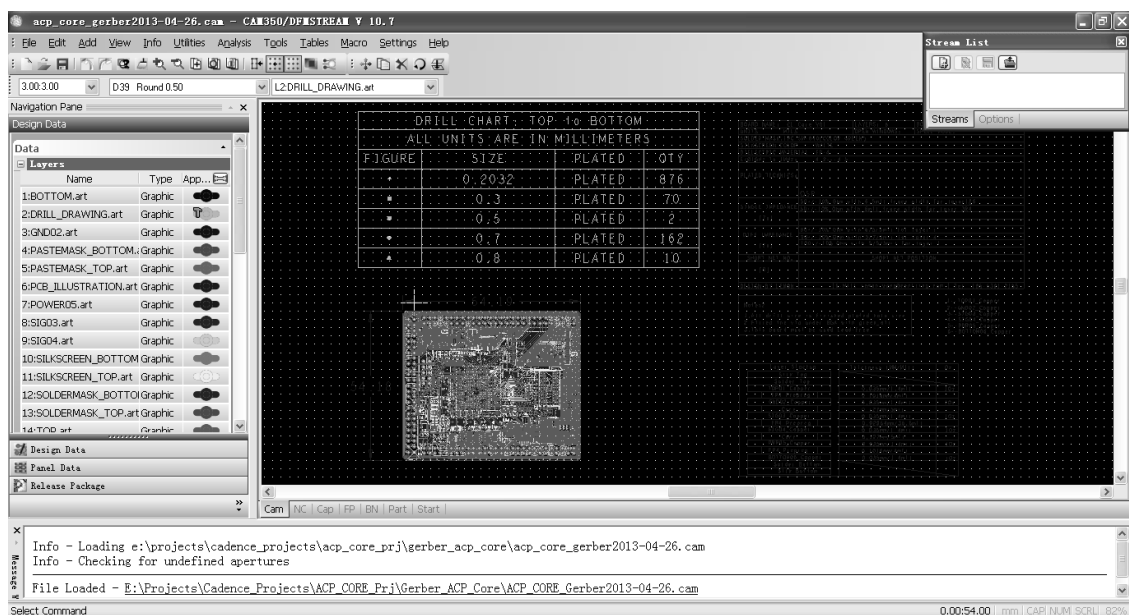 acp_core_gerber2013-04-26.cam - CAM350/DFMSTREAM V 10.7
File Edit Add View Info Utilities Analysis Tools Tables Macro Settings Help
Stream List
3.00:3.00 D39 Round 0.50 L2:DRILL_DRAWING.art
Streams Options
Navigation Pane
Design Data
Data
Layers
Name Type App...
1:BOTTOM.art Graphic
2:DRILL_DRAWING.art Graphic
3:GND02.art Graphic
4:PASTEMASK_BOTTOM.a Graphic
5:PASTEMASK_TOP.art Graphic
6:PCB_ILLUSTRATION.art Graphic
7:POWER05.art Graphic
8:SIG03.art Graphic
9:SIG04.art Graphic
10:SILKSCREEN_BOTTOM Graphic
11:SILKSCREEN_TOP.art Graphic
12:SOLDERMASK_BOTTO Graphic
13:SOLDERMASK_TOP.art Graphic
14:TOP.art Graphic
Design Data
Panel Data
Release Package
DRILL CHART: TOP to BOTTOM
ALL UNITS ARE IN MILLIMETERS
FIGURE SIZE PLATED QTY
0.2032 PLATED 876
0.3 PLATED 70
0.5 PLATED 2
0.7 PLATED 162
0.8 PLATED 10
Cam NC Cap FP BN Part Start
Message
Info - Loading e:\projects\cadence_projects\acp_core_prj\gerber_acp_core\acp_core_gerber2013-04-26.cam
Info - Checking for undefined apertures
File Loaded - E:\Projects\Cadence_Projects\ACP_CORE_Prj\Gerber_ACP_Core\ACP_CORE_Gerber2013-04-26.cam
Select Command 0.00:54.00 mm CAP NUM SCRL 82%